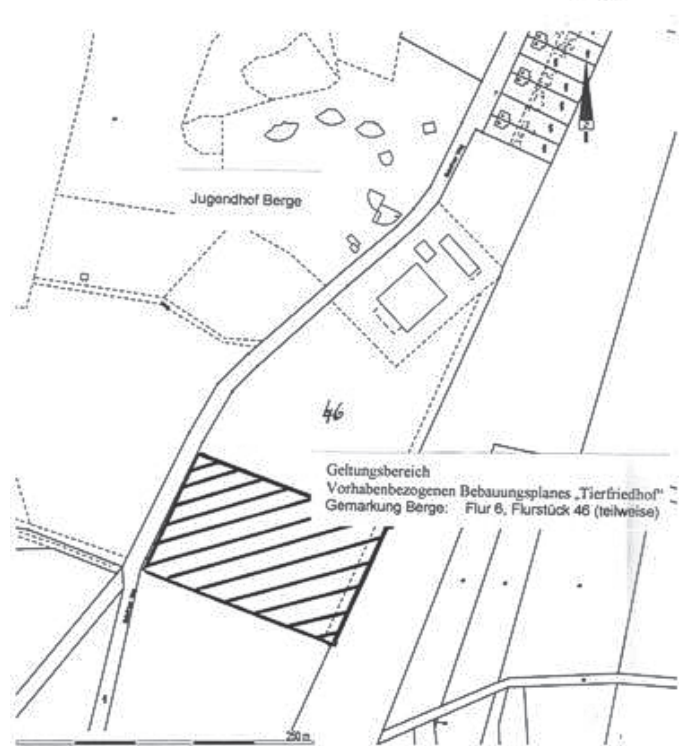 Jugendhof Berge
46
Geltungsbereich
Vorhabenbezogenen Bebauungsplanes „Tierfriedhof“
Gemarkung Berge: Flur 6, Flurstück 46 (teilweise)
250 m